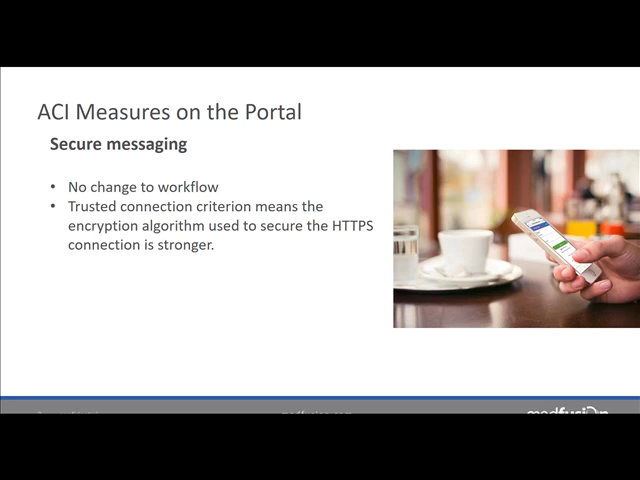 ACI Measures on the Portal
Secure messaging
• No change to workflow
• Trusted connection criterion means the
encryption algorithm used to secure the HTTPS
connection is stronger.
medfusion